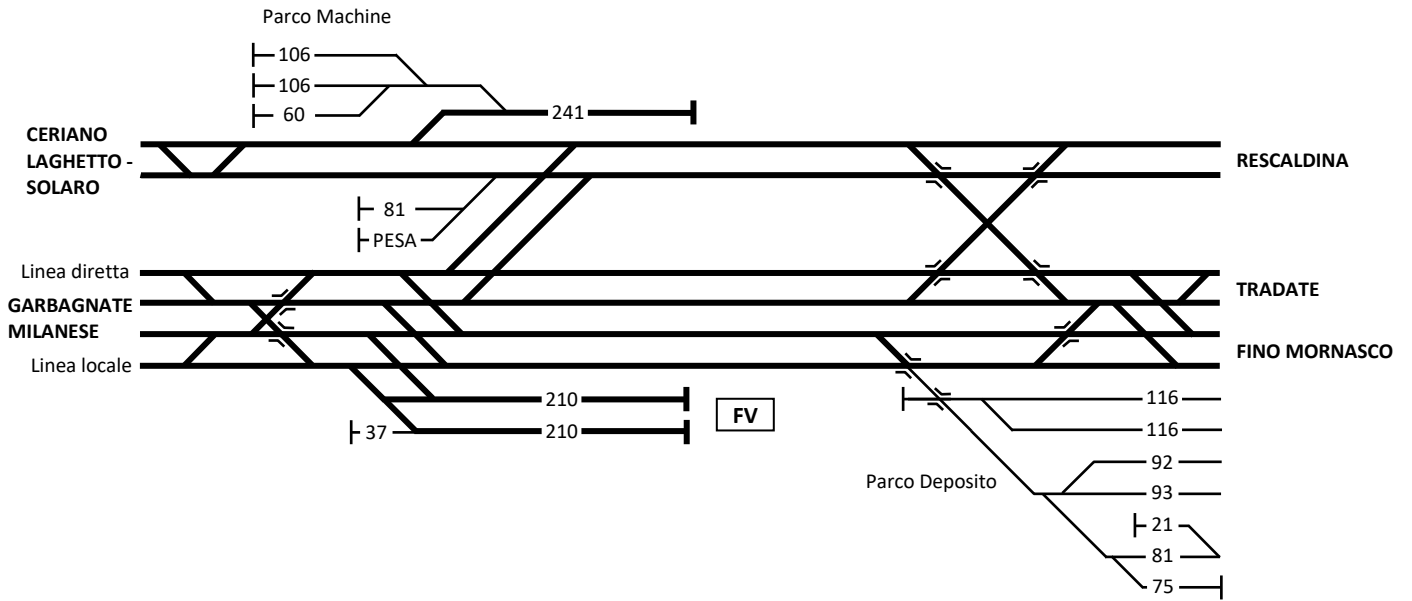 Parco Machine
106
106
60
241
CERIANO
LAGHETTO -
SOLARO
RESCALDINA
81
PESA
Linea diretta
GARBAGNATE
MILANESE
Linea locale
TRADATE
FINO MORNASCO
210
210
37
FV
116
116
92
93
Parco Deposito
21
81
75